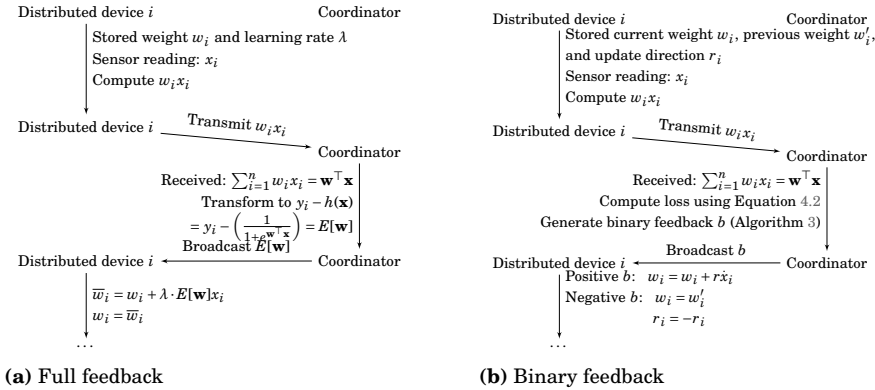 Distributed device i Coordinator
Stored weight w_i and learning rate λ
Sensor reading: x_i
Compute w_i x_i
Transmit w_i x_i
Distributed device i
Coordinator
Received: ∑_{i=1}^{n} w_i x_i = w^⊤ x
Transform to y_i − h(x)
= y_i − (1 / (1+e^{w^⊤ x})) = E[w]
Broadcast E[w]
Distributed device i Coordinator
w̅_i = w_i + λ · E[w] x_i
w_i = w̅_i
...
(a) Full feedback
Distributed device i Coordinator
Stored current weight w_i, previous weight w′_i,
and update direction r_i
Sensor reading: x_i
Compute w_i x_i
Transmit w_i x_i
Distributed device i
Coordinator
Received: ∑_{i=1}^{n} w_i x_i = w^⊤ x
Compute loss using Equation 4.2
Generate binary feedback b (Algorithm 3)
Broadcast b
Distributed device i Coordinator
Positive b: w_i = w_i + rẋ_i
Negative b: w_i = w′_i
r_i = −r_i
...
(b) Binary feedback